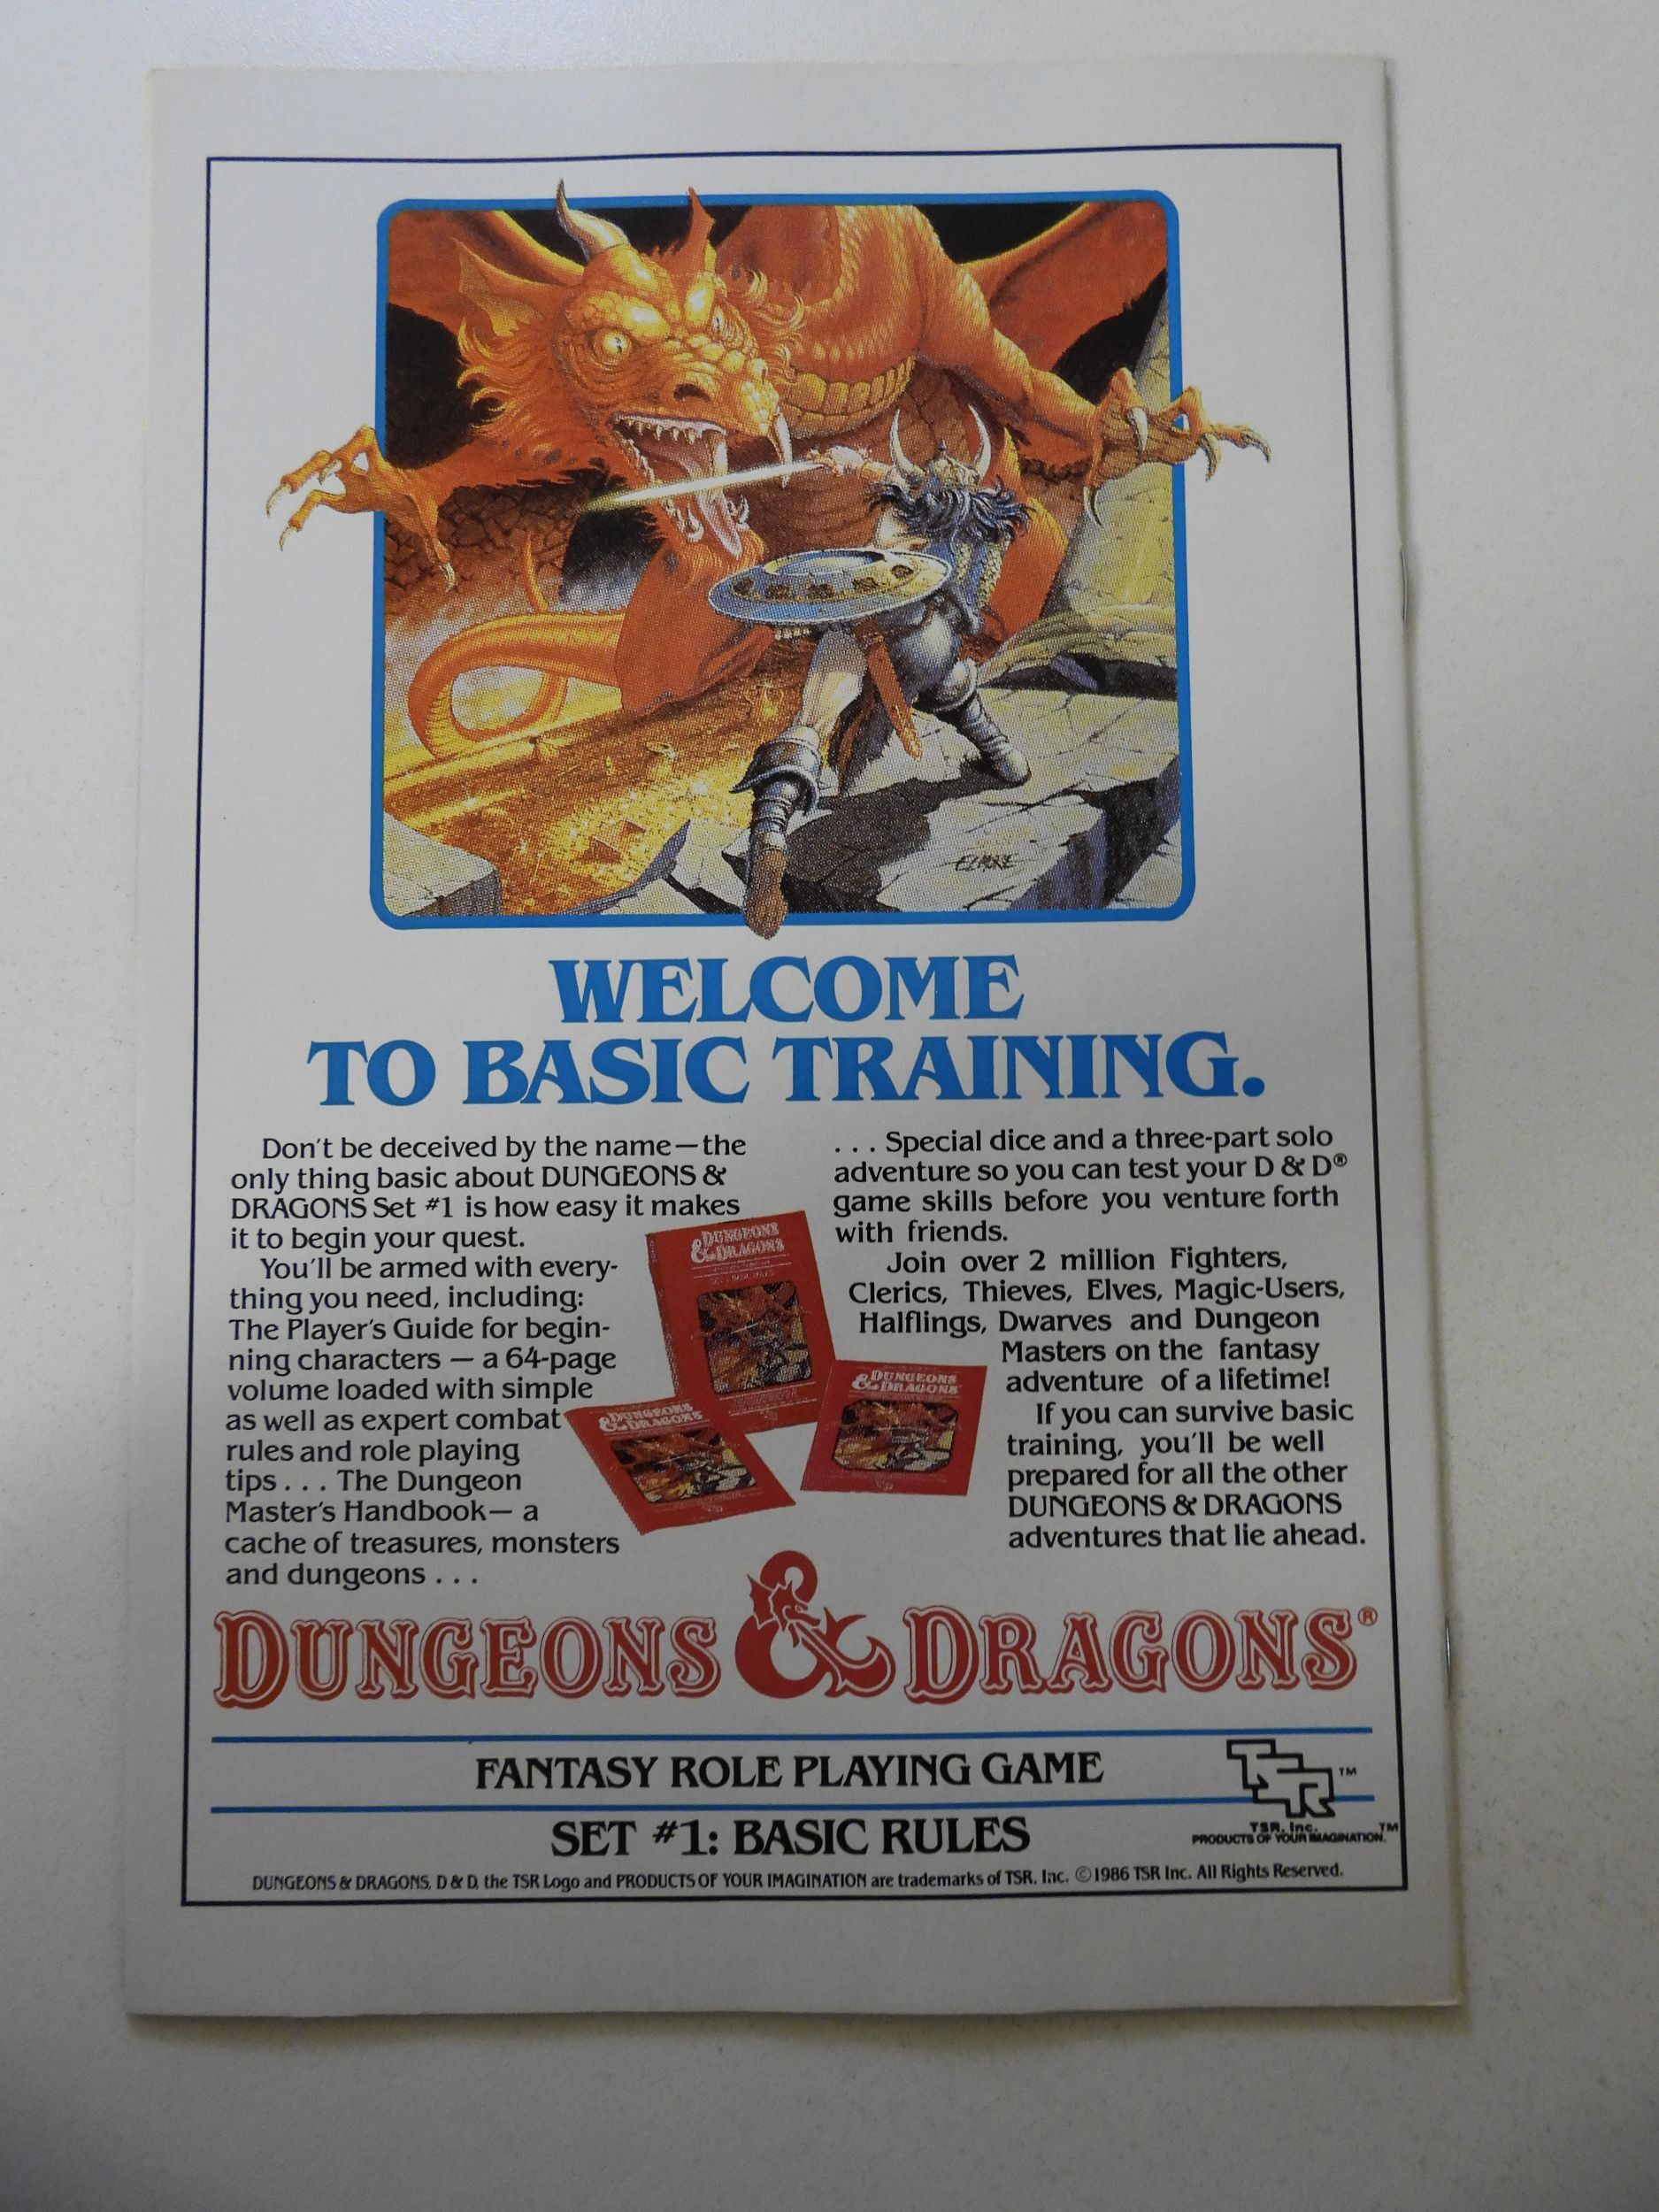 ELMORE
WELCOME
TO BASIC TRAINING.
Don't be deceived by the name—the
only thing basic about DUNGEONS &
DRAGONS Set #1 is how easy it makes
it to begin your quest.
You'll be armed with every-
thing you need, including:
The Player's Guide for begin-
ning characters — a 64-page
volume loaded with simple
as well as expert combat
rules and role playing
tips . . . The Dungeon
Master's Handbook— a
cache of treasures, monsters
and dungeons . . .
. . . Special dice and a three-part solo
adventure so you can test your D & D®
game skills before you venture forth
with friends.
Join over 2 million Fighters,
Clerics, Thieves, Elves, Magic-Users,
Halflings, Dwarves and Dungeon
Masters on the fantasy
adventure of a lifetime!
If you can survive basic
training, you'll be well
prepared for all the other
DUNGEONS & DRAGONS
adventures that lie ahead.
DUNGEONS
& DRAGONS
DUNGEONS
& DRAGONS
DUNGEONS
& DRAGONS
DUNGEONS & DRAGONS®
FANTASY ROLE PLAYING GAME
SET #1: BASIC RULES
TSR™
TSR, Inc.
PRODUCTS OF YOUR IMAGINATION.™
DUNGEONS & DRAGONS, D & D, the TSR Logo and PRODUCTS OF YOUR IMAGINATION are trademarks of TSR, Inc. ©1986 TSR Inc. All Rights Reserved.